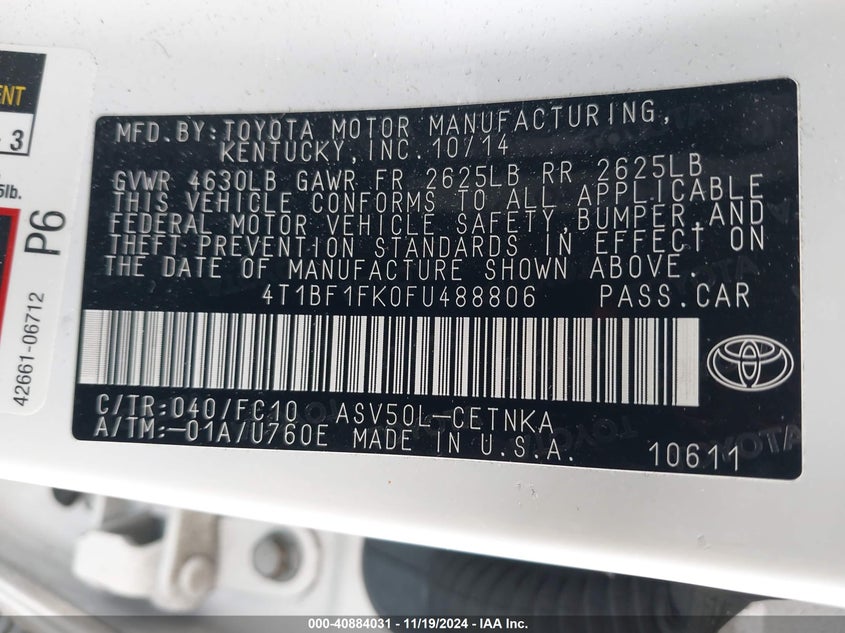 ENT
- 3
5lb.
P6
42661-06712
MFD.BY:TOYOTA MOTOR MANUFACTURING,
KENTUCKY,INC.10/14
GVWR 4630LB GAWR FR 2625LB RR 2625LB
THIS VEHICLE CONFORMS TO ALL APPLICABLE
FEDERAL MOTOR VEHICLE SAFETY,BUMPER,AND
THEFT PREVENTION STANDARDS IN EFFECT ON
THE DATE OF MANUFACTURE SHOWN ABOVE.
4T1BF1FK0FU488806 PASS.CAR
C/TR:040/FC10 ASV50L-CETNKA
A/TM:-01A/U760E MADE IN U.S.A.
10611
000-40884031 - 11/19/2024 - IAA Inc.